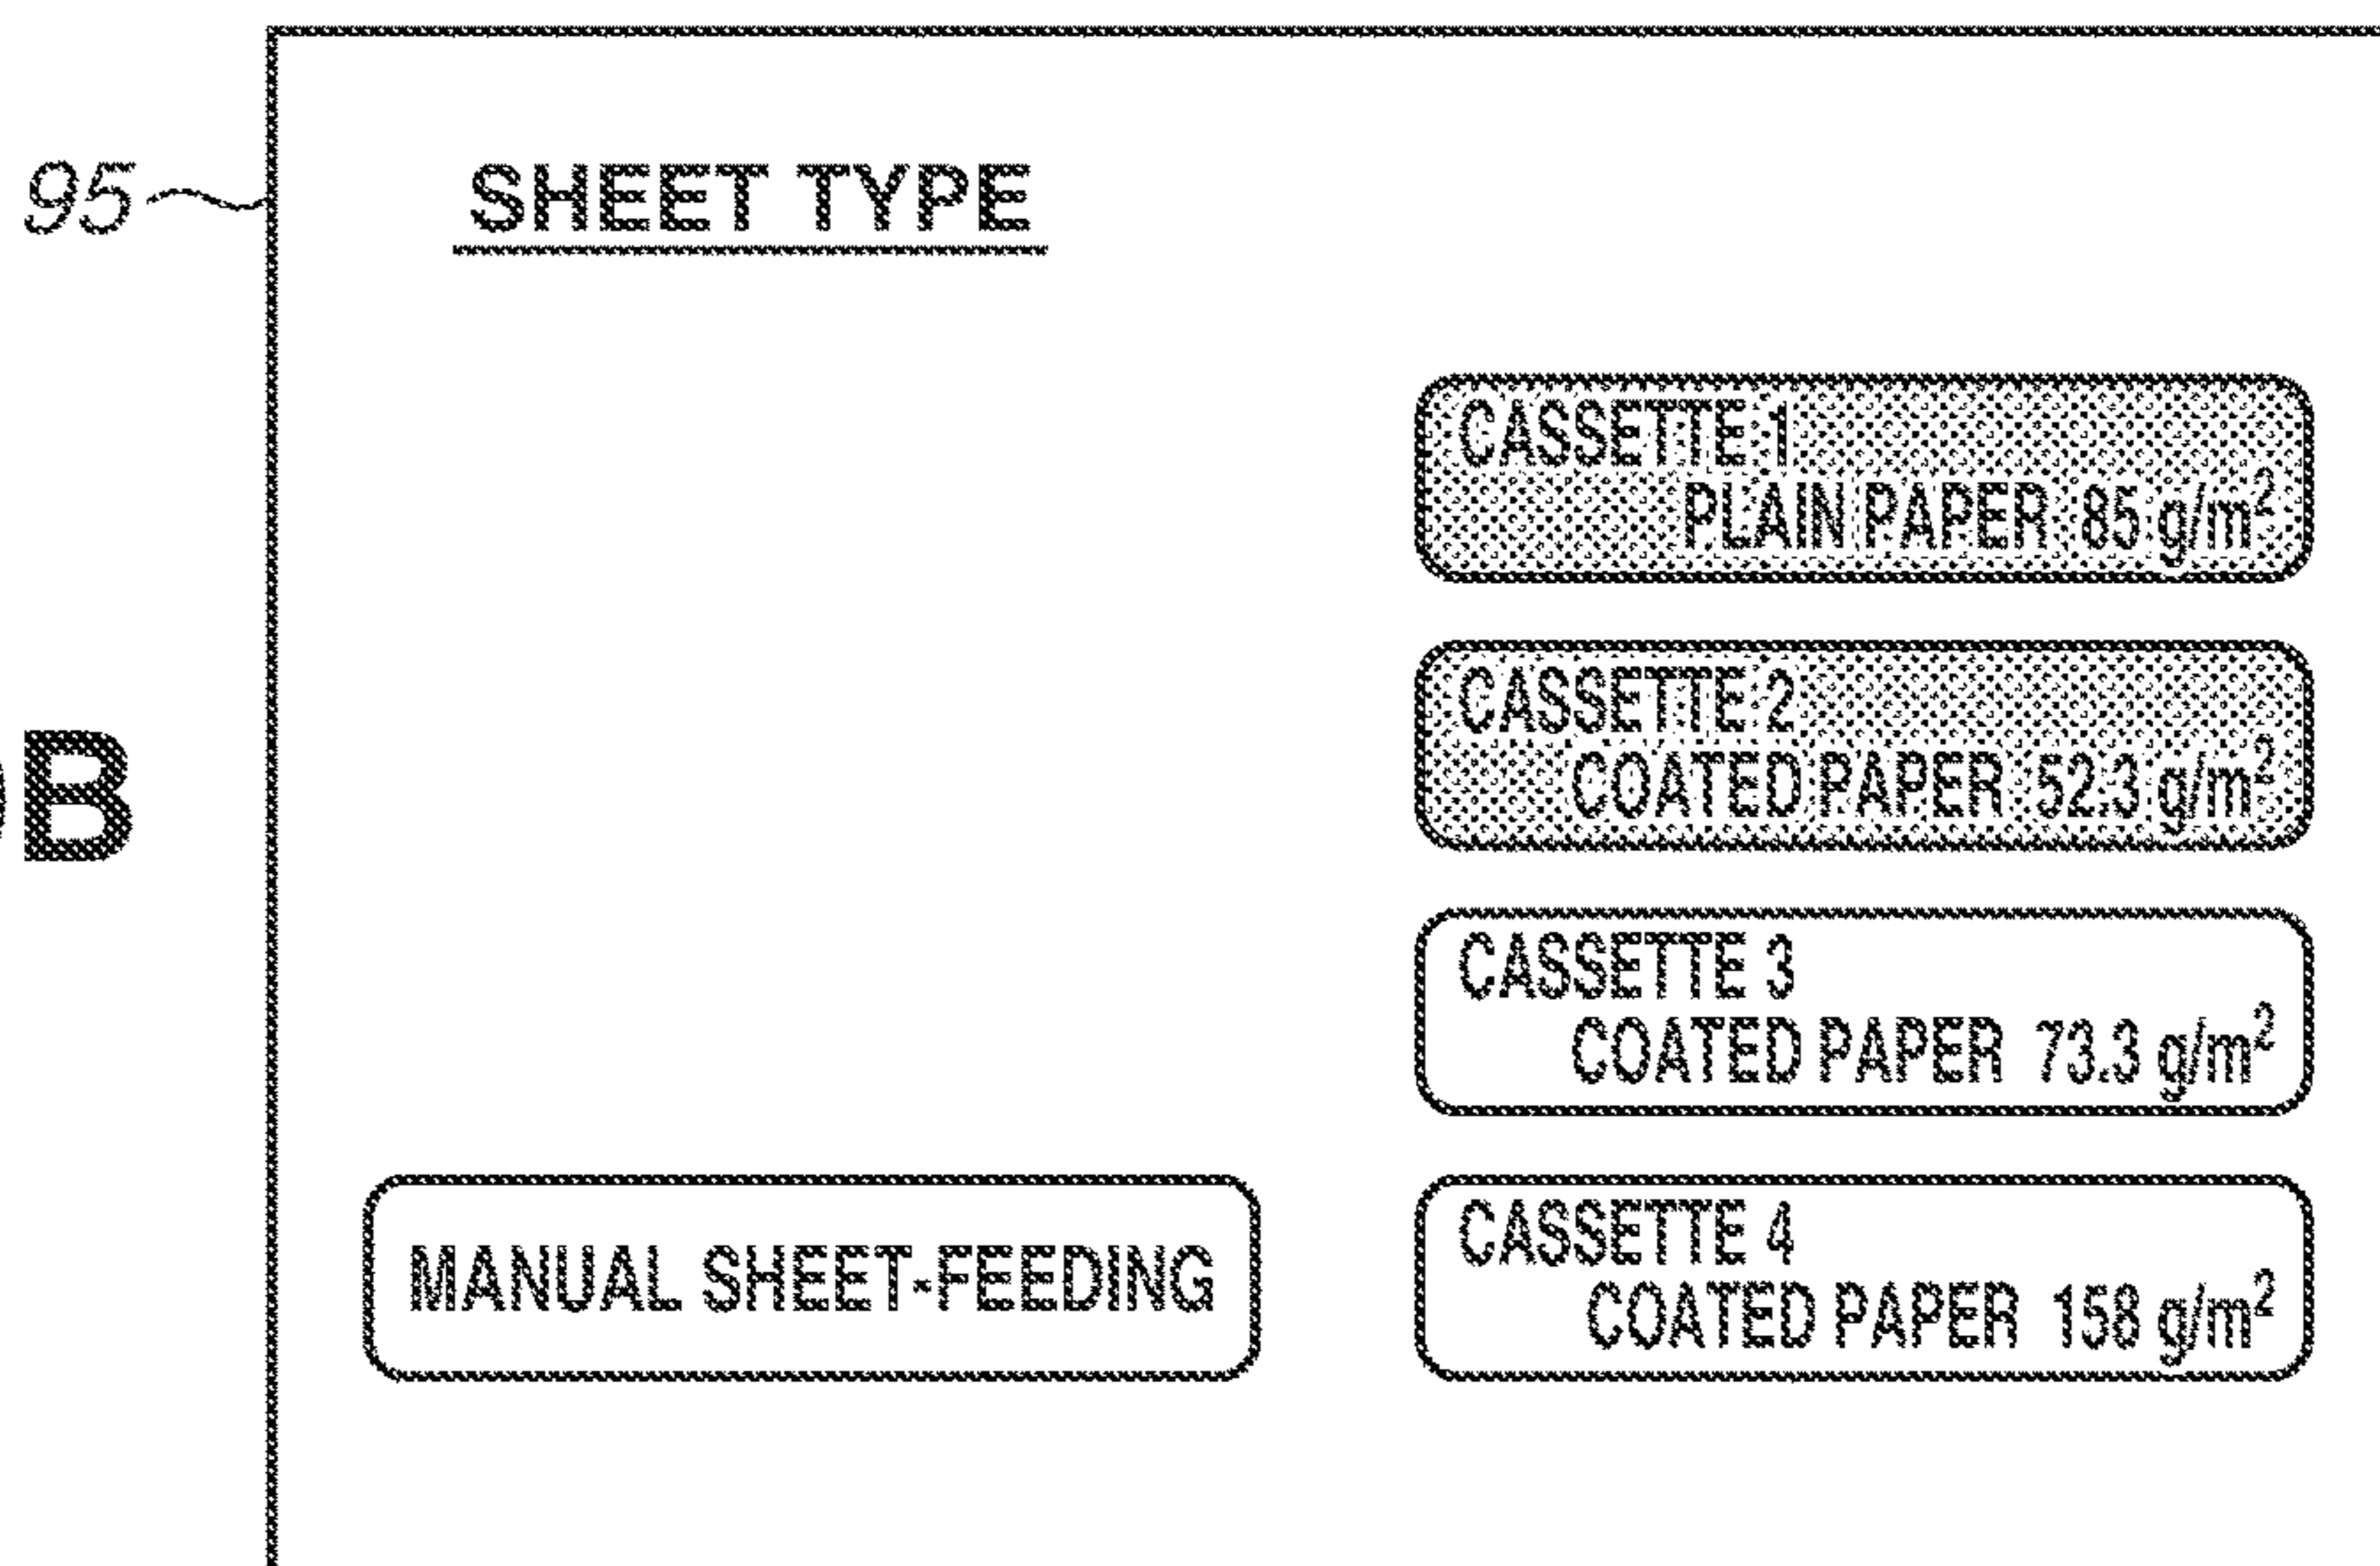 95
SHEET TYPE
CASSETTE 1
PLAIN PAPER 85 g/m²
CASSETTE 2
COATED PAPER 52.3 g/m²
B
CASSETTE 3
COATED PAPER 73.3 g/m²
MANUAL SHEET-FEEDING
CASSETTE 4
COATED PAPER 158 g/m²